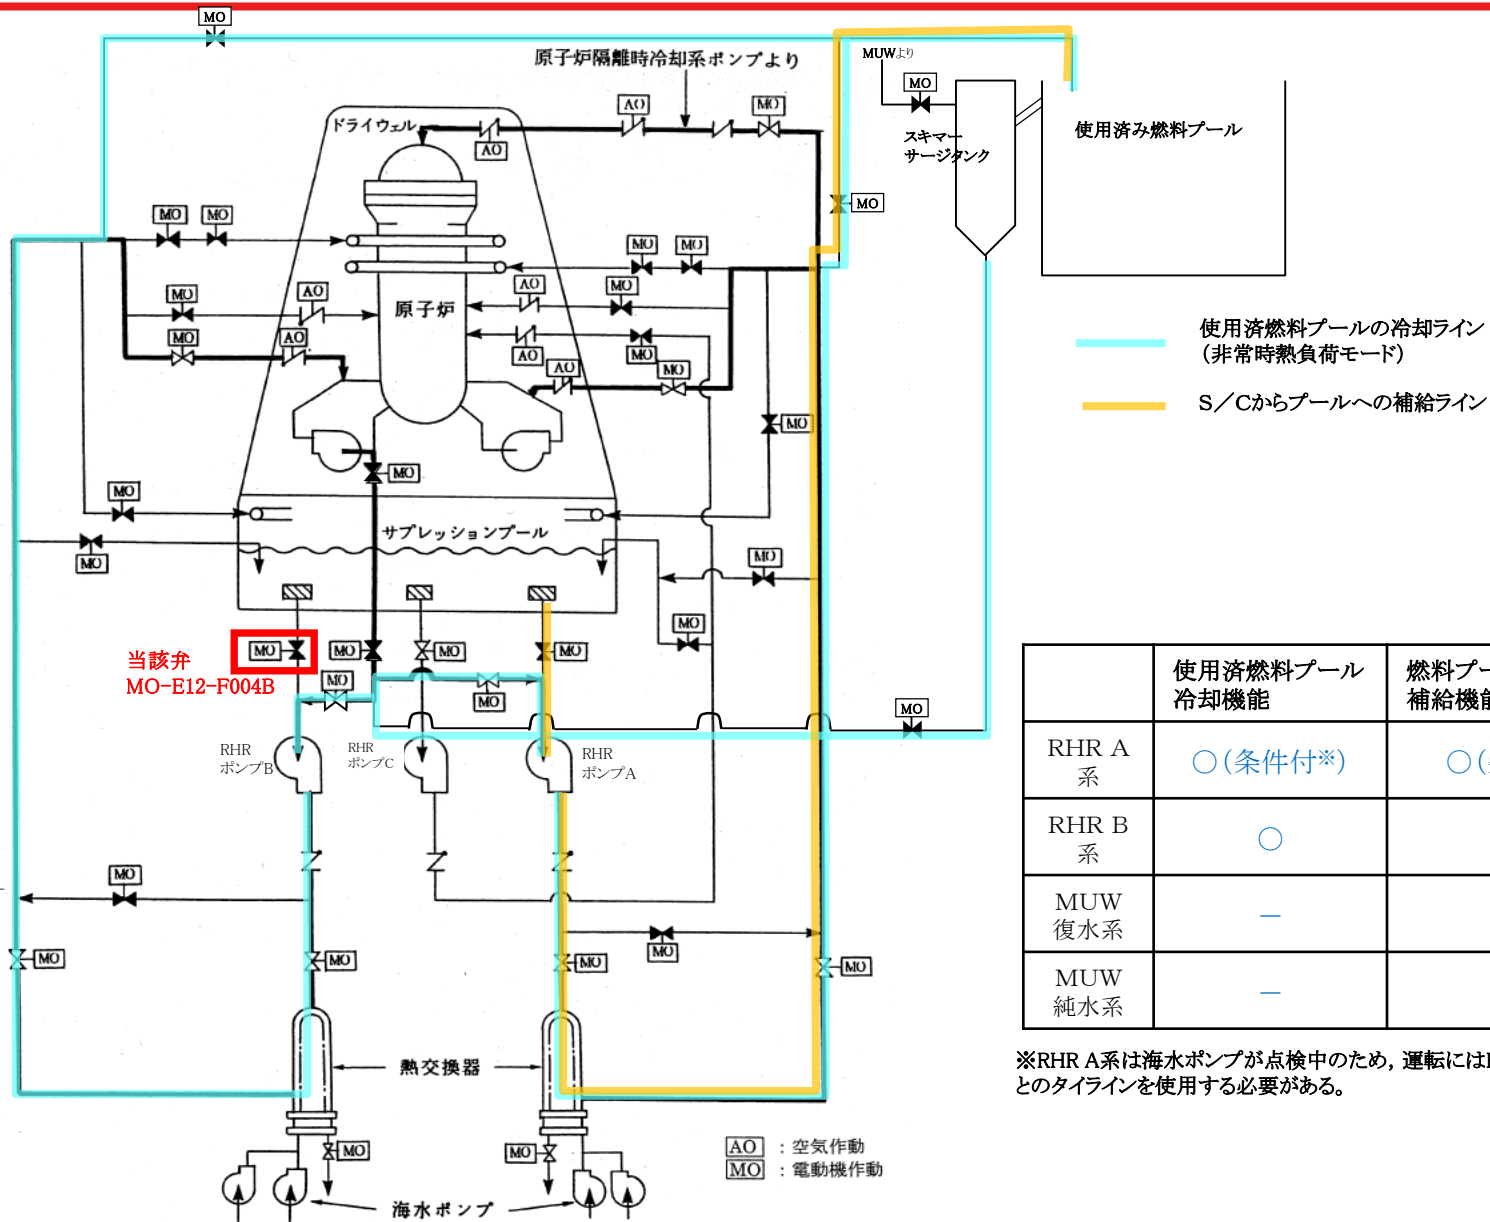 MO
原子炉隔離時冷却系ポンプより
MUWより
MO
AO
MO
ドライウェル
AO
スキマー
サージタンク
使用済み燃料プール
MO
MO
MO
MO
MO
MO
AO
AO
MO
原子炉
使用済燃料プールの冷却ライン
(非常時熱負荷モード)
MO
AO
AO
MO
AO
MO
S/Cからプールへの補給ライン
MO
MO
MO
サプレッションプール
MO
MO
MO
当該弁
MO-E12-F004B
MO
MO
MO
MO
MO
MO
MO
RHR
ポンプB
RHR
ポンプC
RHR
ポンプA
使用済燃料プール
冷却機能
燃料プー
補給機能
RHR A
系
○(条件付※)
○(
RHR B
系
○
MUW
復水系
－
MUW
純水系
－
MO
MO
MO
MO
MO
MO
熱交換器
※RHR A系は海水ポンプが点検中のため，運転には
とのタイラインを使用する必要がある。
MO
MO
AO ：空気作動
MO ：電動機作動
海水ポンプ